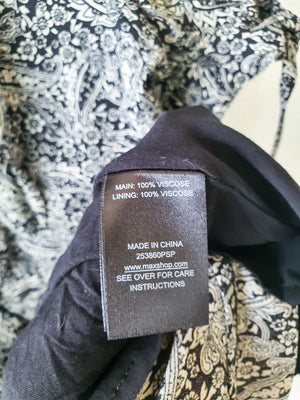 MAIN: 100% VISCOSE
LINING: 100% VISCOSE
MADE IN CHINA
253860PSP
www.maxshop.com
SEE OVER FOR CARE
INSTRUCTIONS